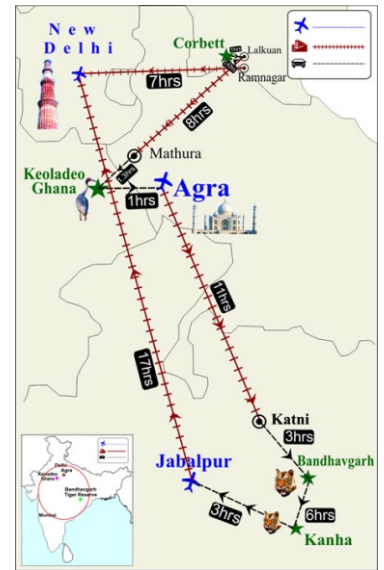 New
Delhi
Corbett
Lalkuan
Ramnagar
7hrs
8hrs
Mathura
Keoladeo
Ghana
1hrs
Agra
11hrs
17hrs
Katni
3hrs
Jabalpur
Bandhavgarh
3hrs
6hrs
Kanha
Delhi
Agra
Keoladeo
Ghana
Bandhavgarh
Tiger Reserve
Mumbai